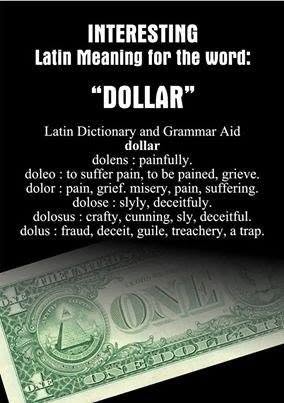 INTERESTING
Latin Meaning for the word:
“DOLLAR”
Latin Dictionary and Grammar Aid
dollar
dolens : painfully.
doleo : to suffer pain, to be pained, grieve.
dolor : pain, grief. misery, pain, suffering.
dolose : slyly, deceitfully.
dolosus : crafty, cunning, sly, deceitful.
dolus : fraud, deceit, guile, treachery, a trap.
ONE
ONE DOLLAR